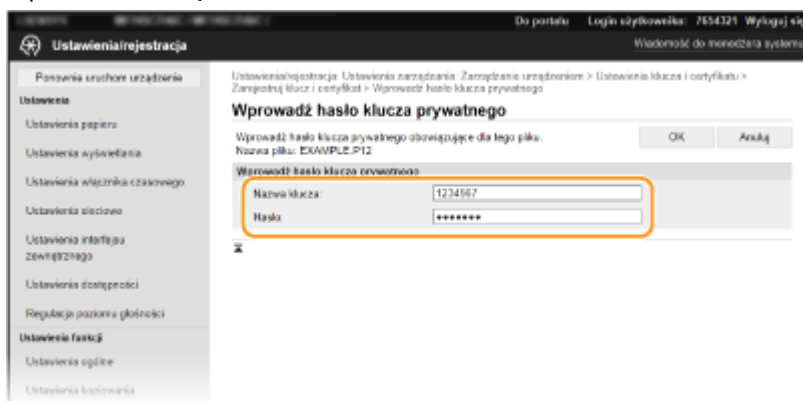 Do portalu Login użytkownika: 7654321 Wyloguj się
Ustawienia/rejestracja
Wiadomość do menedżera systemu
Ponownie uruchom urządzenie
Ustawienia
Ustawienia papieru
Ustawienia wyświetlania
Ustawienia włącznika czasowego
Ustawienia sieciowe
Ustawienia interfejsu
zewnętrznego
Ustawienia dostępności
Regulacja poziomu głośności
Ustawienia funkcji
Ustawienia ogólne
Ustawienia kopiowania
Ustawienia/rejestracja: Ustawienia zarządzania: Zarządzanie urządzeniem > Ustawienia klucza i certyfikatu >
Zarejestruj klucz i certyfikat > Wprowadź hasło klucza prywatnego
Wprowadź hasło klucza prywatnego
Wprowadź hasło klucza prywatnego obowiązujące dla tego pliku.
Nazwa pliku: EXAMPLE.P12
OK Anuluj
Wprowadź hasło klucza prywatnego
Nazwa klucza: 1234567
Hasło: •••••••